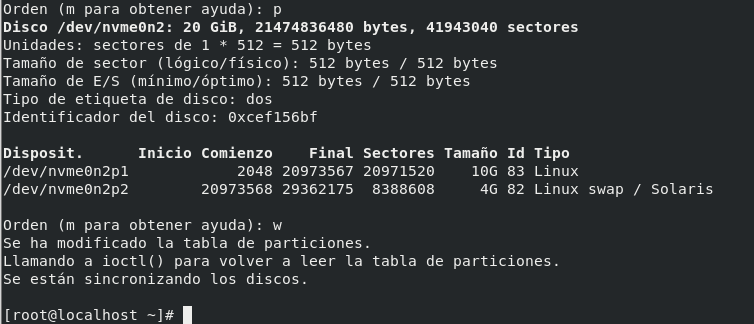 Orden (m para obtener ayuda): p
Disco /dev/nvme0n2: 20 GiB, 21474836480 bytes, 41943040 sectores
Unidades: sectores de 1 * 512 = 512 bytes
Tamaño de sector (lógico/físico): 512 bytes / 512 bytes
Tamaño de E/S (mínimo/óptimo): 512 bytes / 512 bytes
Tipo de etiqueta de disco: dos
Identificador del disco: 0xcef156bf
Disposit.      Inicio Comienzo    Final Sectores Tamaño Id Tipo
/dev/nvme0n2p1            2048 20973567 20971520    10G 83 Linux
/dev/nvme0n2p2        20973568 29362175  8388608     4G 82 Linux swap / Solaris
Orden (m para obtener ayuda): w
Se ha modificado la tabla de particiones.
Llamando a ioctl() para volver a leer la tabla de particiones.
Se están sincronizando los discos.
[root@localhost ~]#